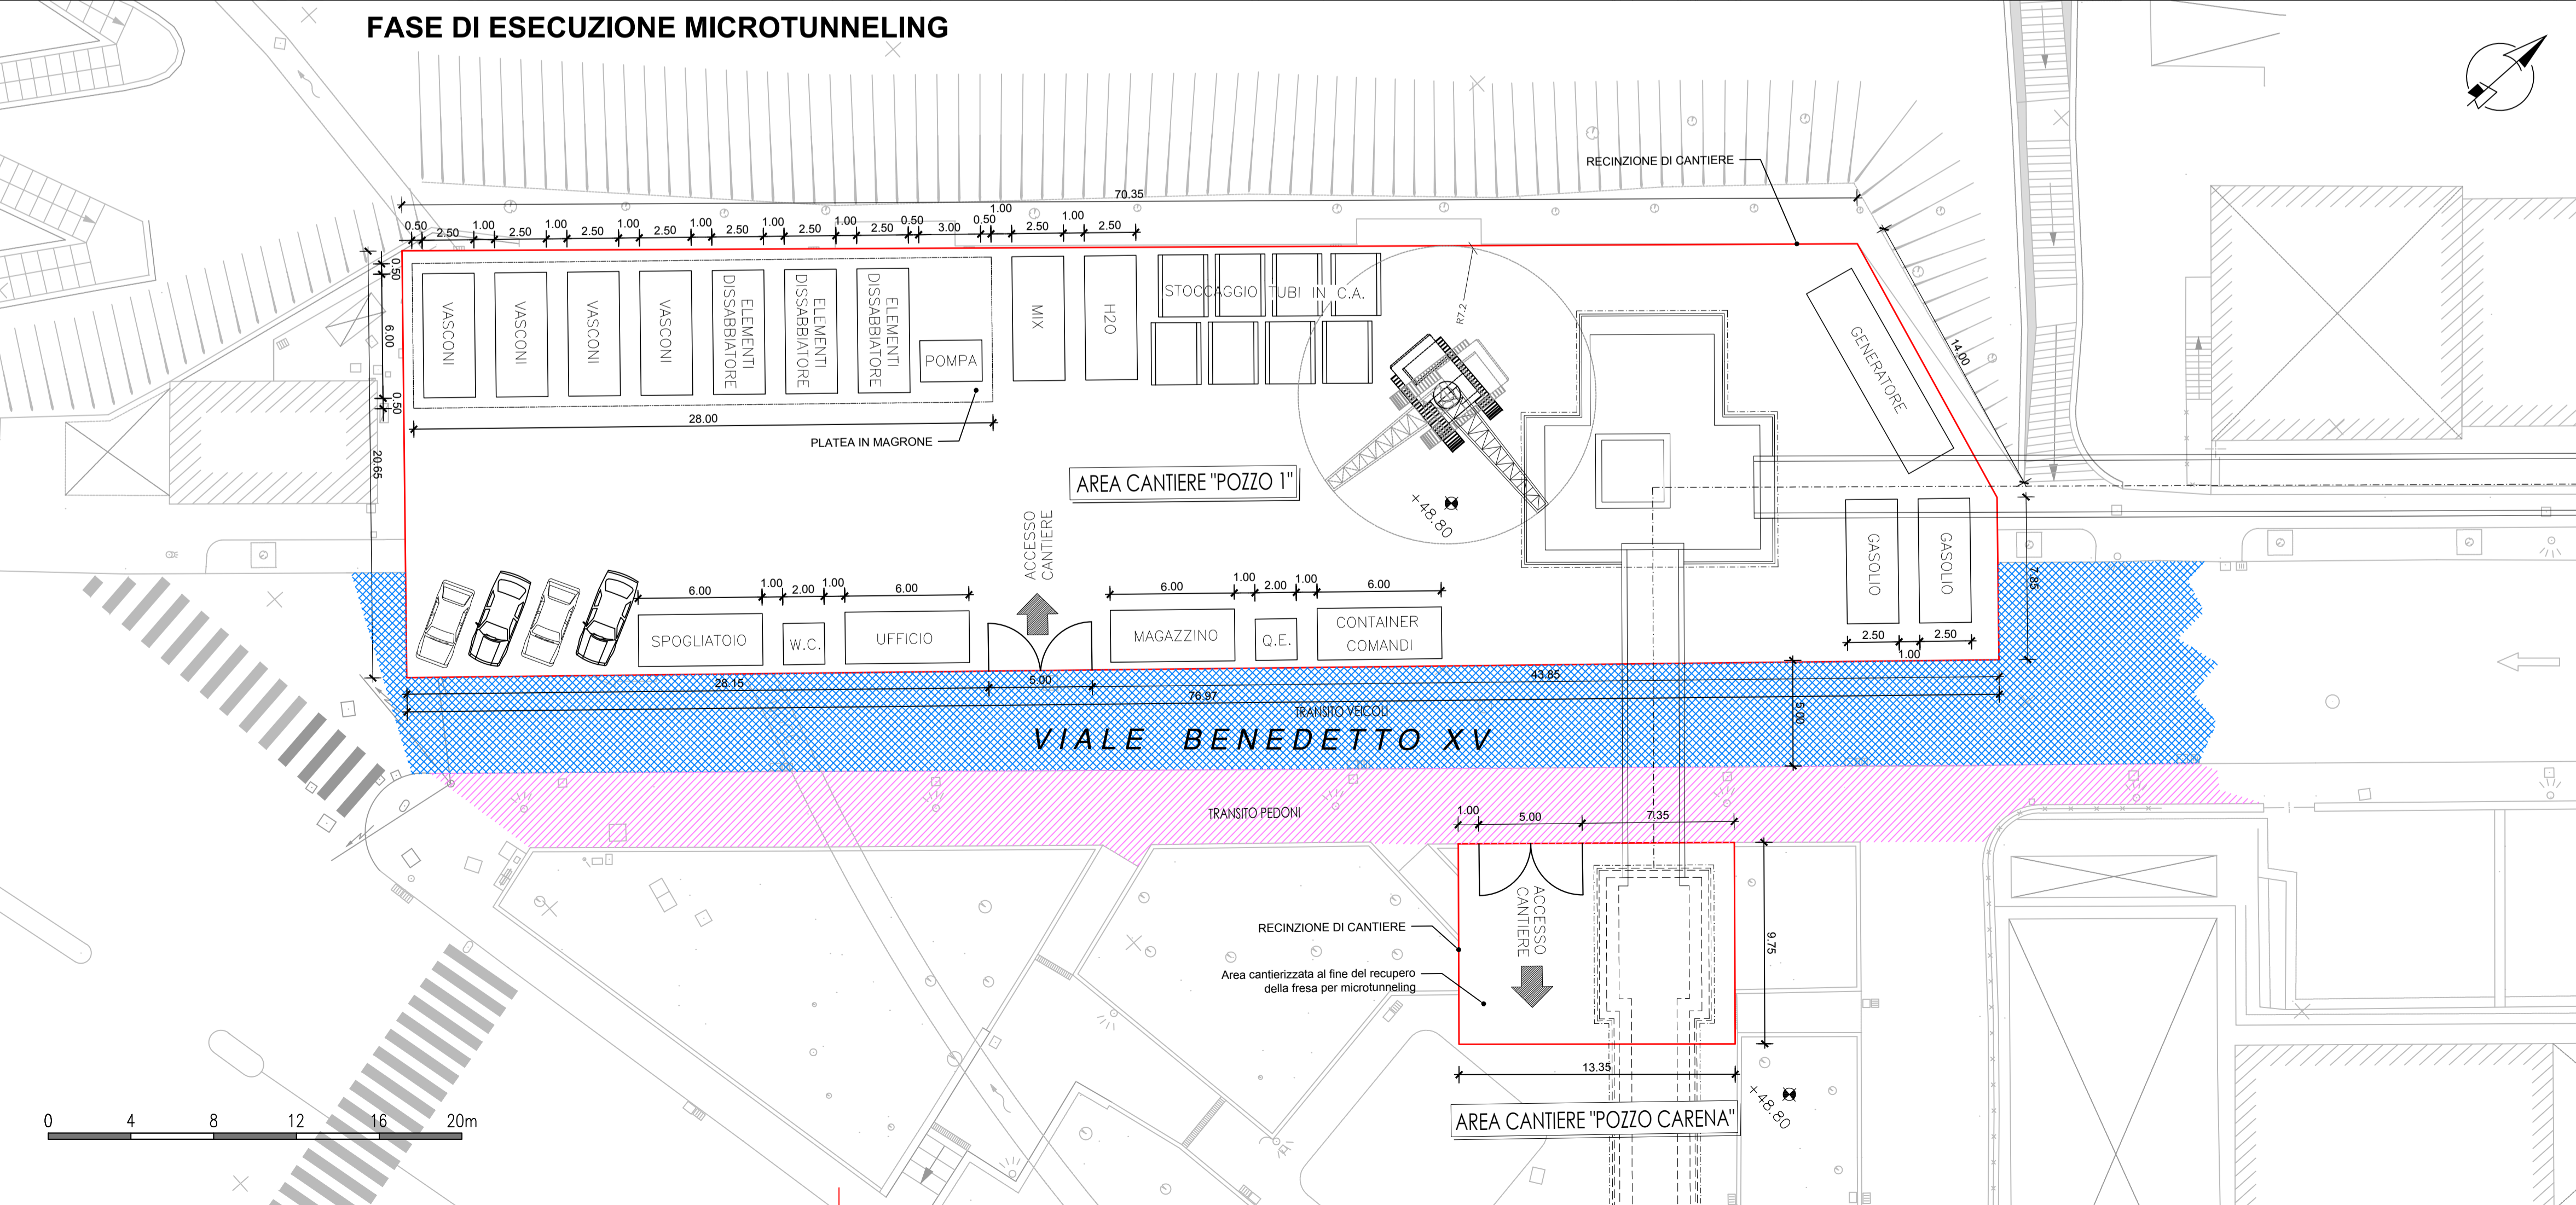 FASE DI ESECUZIONE MICROTUNNELING
RECINZIONE DI CANTIERE
70.35
0.50 2.50 1.00 2.50 1.00 2.50 1.00 2.50 1.00 2.50 1.00 2.50 1.00 2.50 0.50 3.00 0.50 1.00 2.50 1.00 2.50
0.50
6.00
0.50
20.65
VASCONI
VASCONI
VASCONI
VASCONI
ELEMENTI
DISSABBIATORE
ELEMENTI
DISSABBIATORE
ELEMENTI
DISSABBIATORE
POMPA
MIX
H2O
STOCCAGGIO TUBI IN C.A.
R7.2
GENERATORE
14.00
28.00
PLATEA IN MAGRONE
AREA CANTIERE "POZZO 1"
+48.80
ACCESSO
CANTIERE
GASOLIO
GASOLIO
7.85
6.00 1.00 2.00 1.00 6.00
6.00 1.00 2.00 1.00 6.00
SPOGLIATOIO
W.C.
UFFICIO
MAGAZZINO
Q.E.
CONTAINER
COMANDI
2.50 1.00 2.50
28.15 5.00 43.85
76.97
TRANSITO VEICOLI
5.00
VIALE BENEDETTO XV
TRANSITO PEDONI
1.00 5.00 7.35
ACCESSO
CANTIERE
9.75
RECINZIONE DI CANTIERE
Area cantierizzata al fine del recupero
della fresa per microtunneling
13.35
AREA CANTIERE "POZZO CARENA"
+48.80
0 4 8 12 16 20m